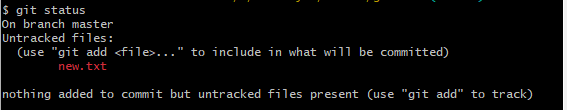 $ git status
On branch master
Untracked files:
  (use "git add <file>..." to include in what will be committed)
        new.txt

nothing added to commit but untracked files present (use "git add" to track)